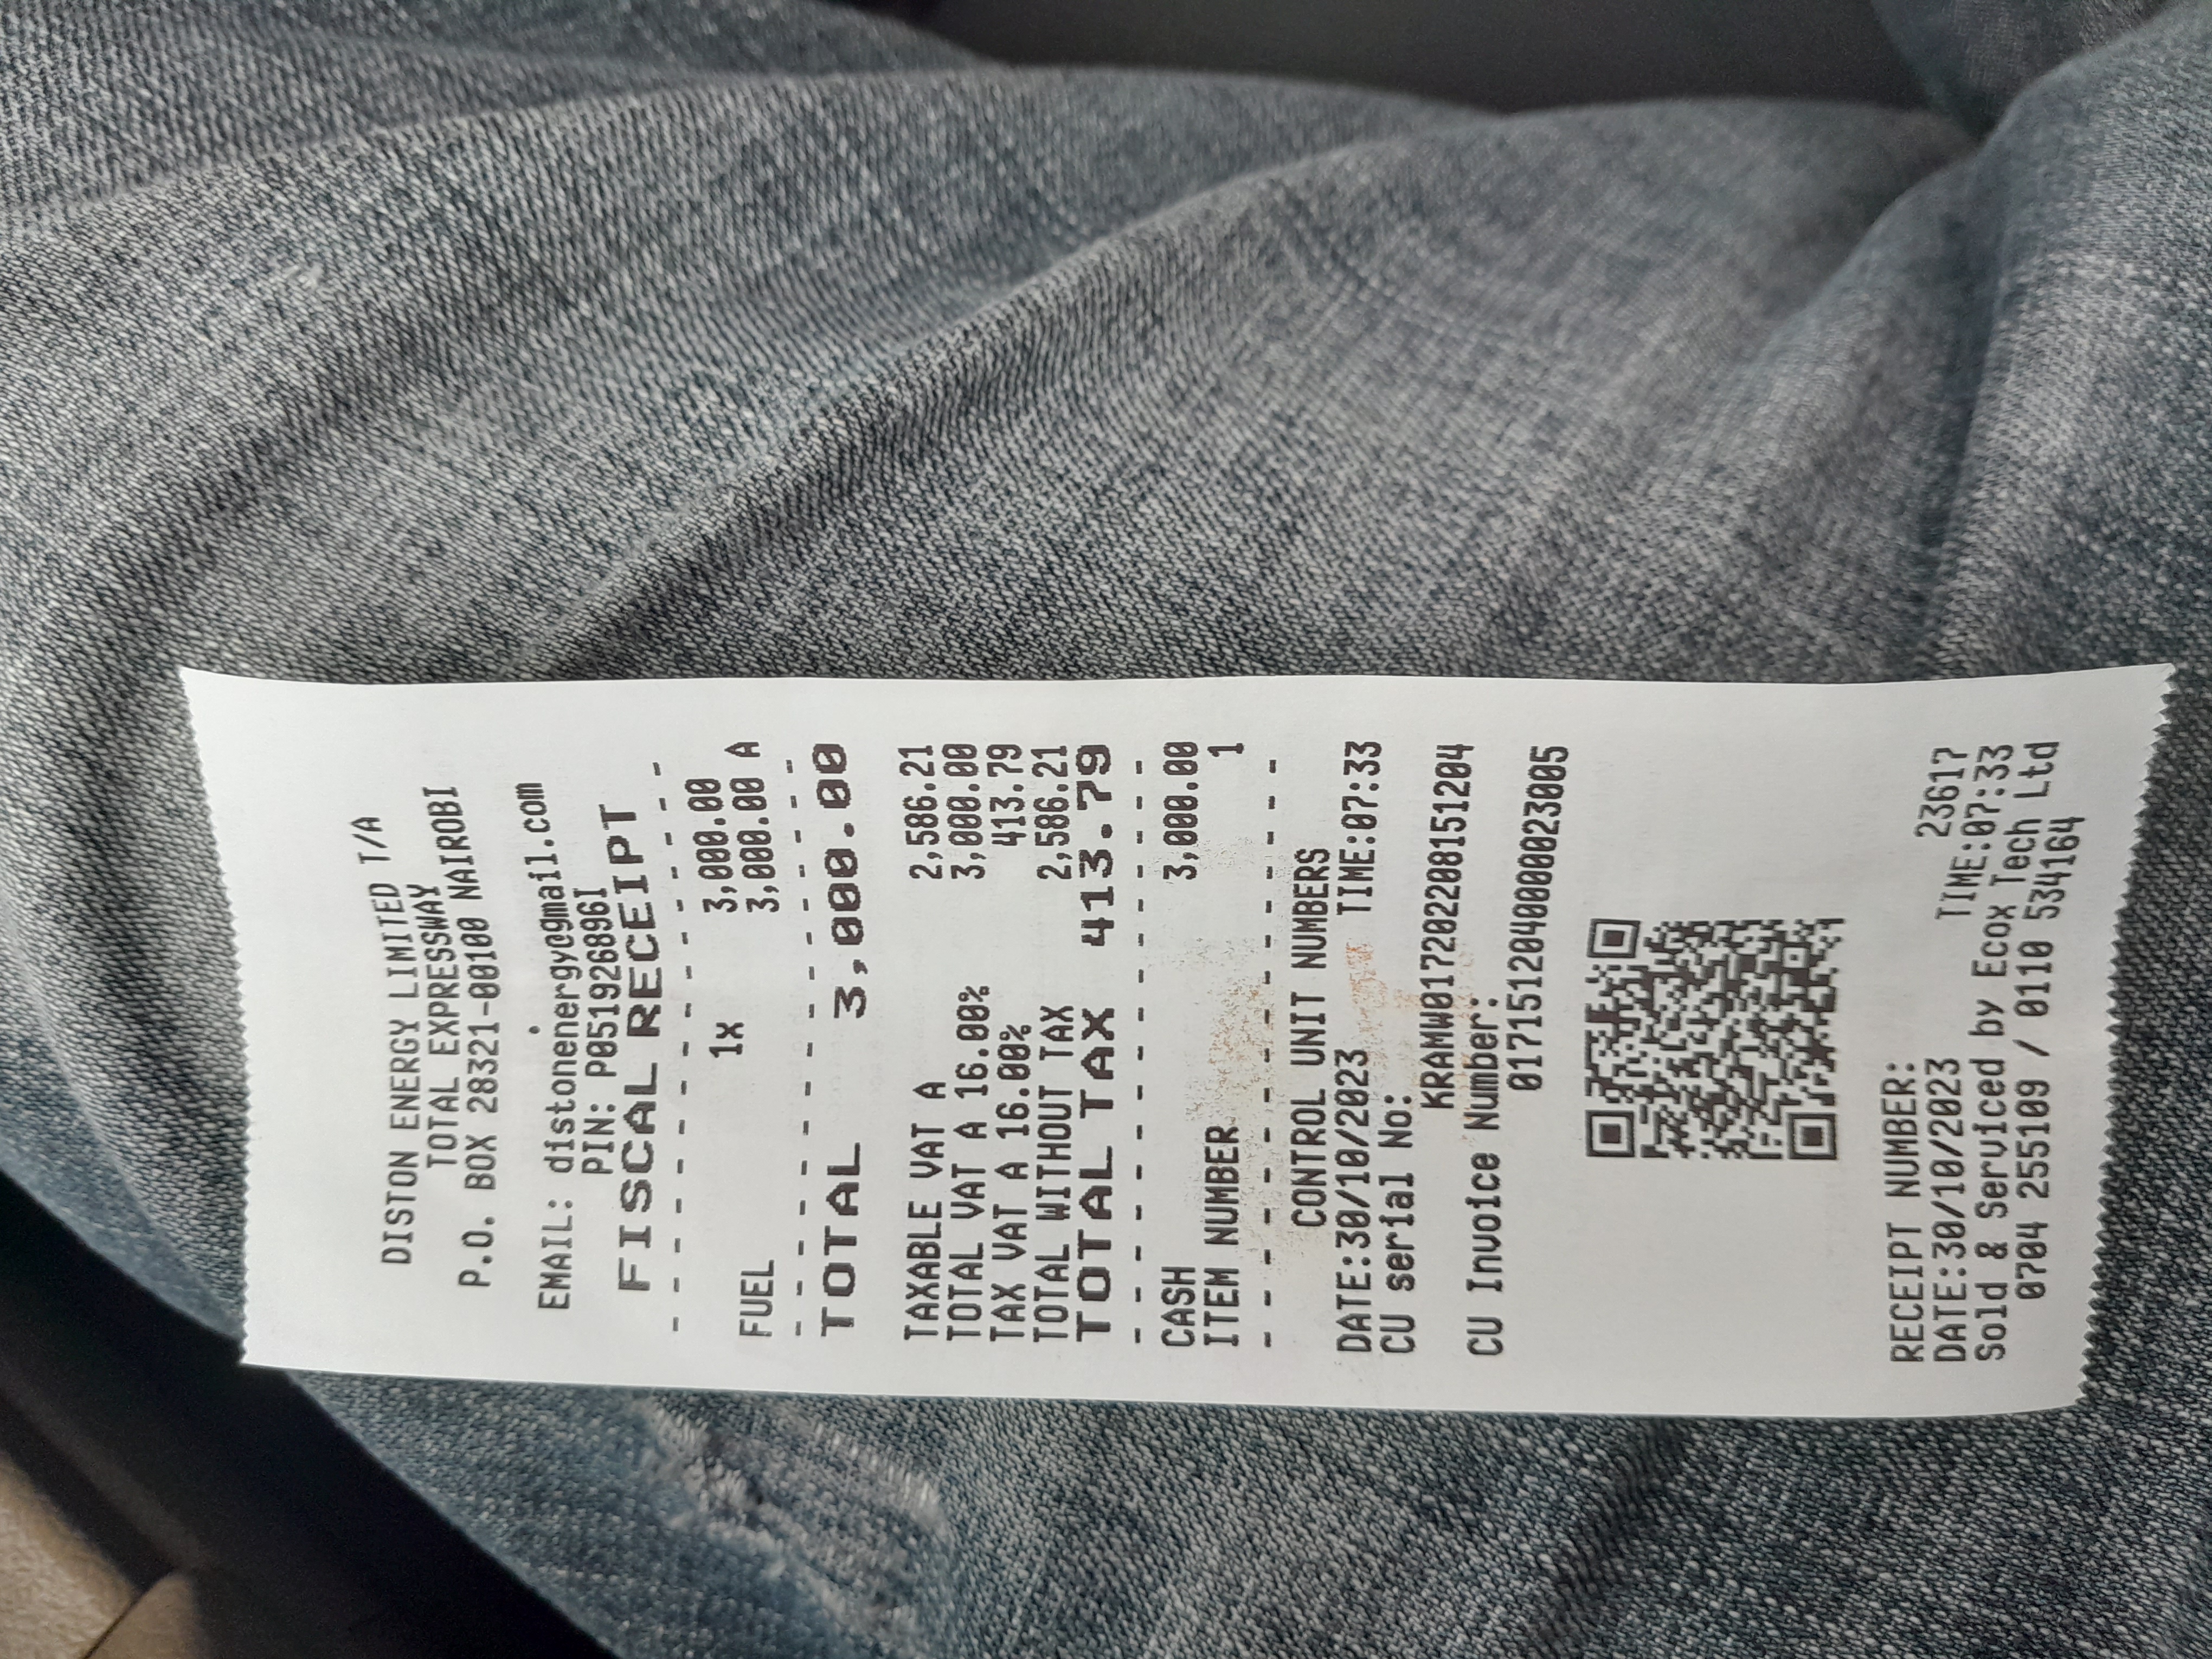 DISTON ENERGY LIMITED T/A
TOTAL EXPRESSWAY
P.O. BOX 28321-00100 NAIROBI
EMAIL: distonenergy@gmail.com
PIN: P051926896I
FISCAL RECEIPT
1x 3,000.00
FUEL 3,000.00 A
TOTAL 3,000.00
TAXABLE VAT A 2,586.21
TOTAL VAT A 16.00% 3,000.00
TAX VAT A 16.00% 413.79
TOTAL WITHOUT TAX 2,586.21
TOTAL TAX 413.79
CASH 3,000.00
ITEM NUMBER 1
CONTROL UNIT NUMBERS
DATE:30/10/2023 TIME:07:33
CU serial No:
KRAMW017202208151204
CU Invoice Number:
0171512040000023005
RECEIPT NUMBER: 23617
DATE:30/10/2023 TIME:07:33
Sold & Serviced by Ecox Tech Ltd
0704 255109 / 0110 534164